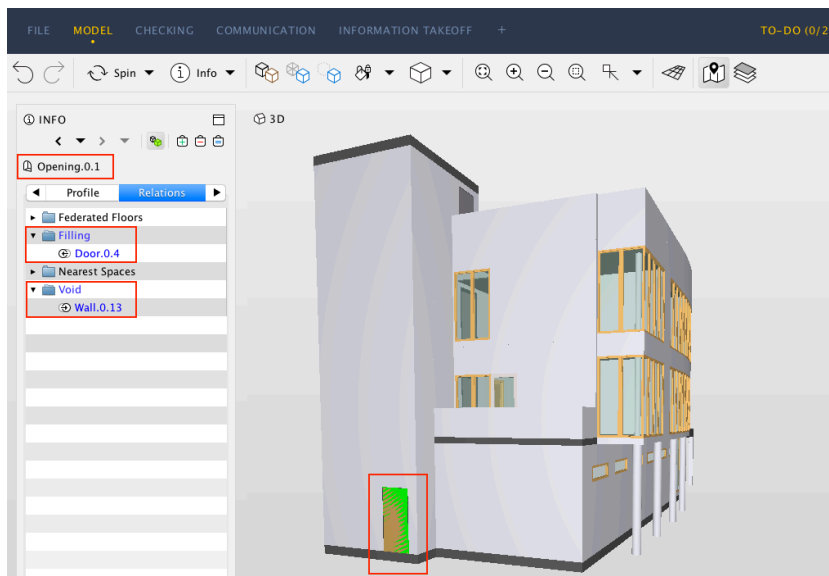 FILE MODEL CHECKING COMMUNICATION INFORMATION TAKEOFF + TO-DO (0/2
Spin Info
INFO
3D
Opening.0.1
Profile Relations
Federated Floors
Filling
Door.0.4
Nearest Spaces
Void
Wall.0.13